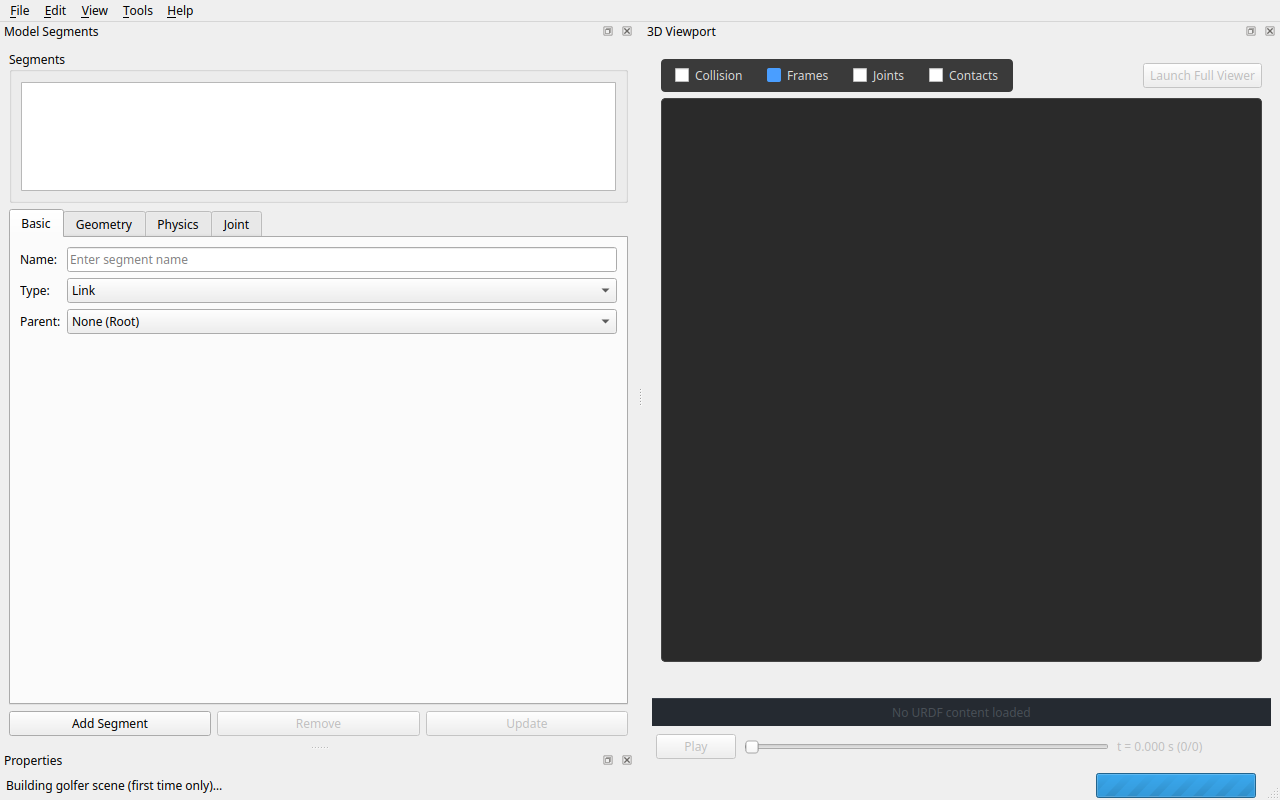 File Edit View Tools Help
Model Segments
3D Viewport
Segments
Collision Frames Joints Contacts Launch Full Viewer
Basic Geometry Physics Joint
Name: Enter segment name
Type: Link
Parent: None (Root)
No URDF content loaded
Add Segment Remove Update
Play t = 0.000 s (0/0)
Properties
Building golfer scene (first time only)...